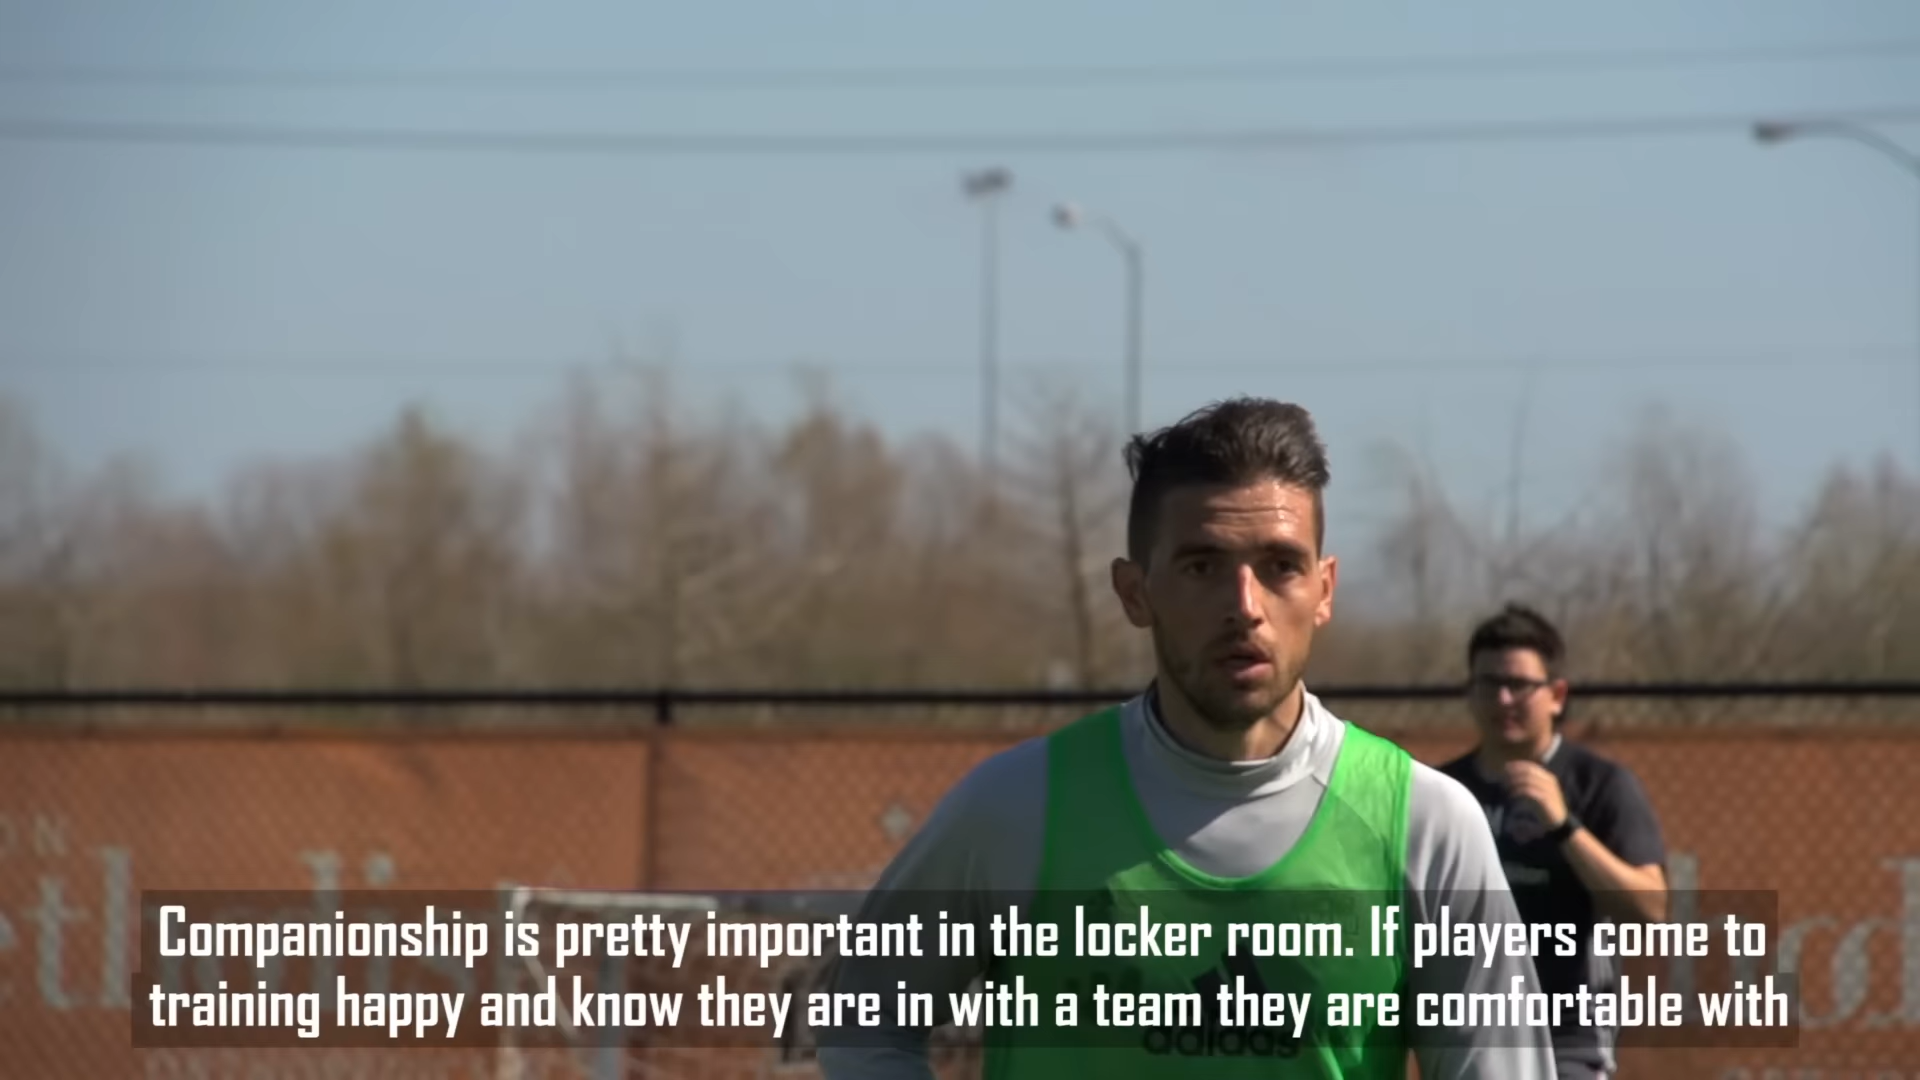 Companionship is pretty important in the locker room. If players come to
training happy and know they are in with a team they are comfortable with
adidas